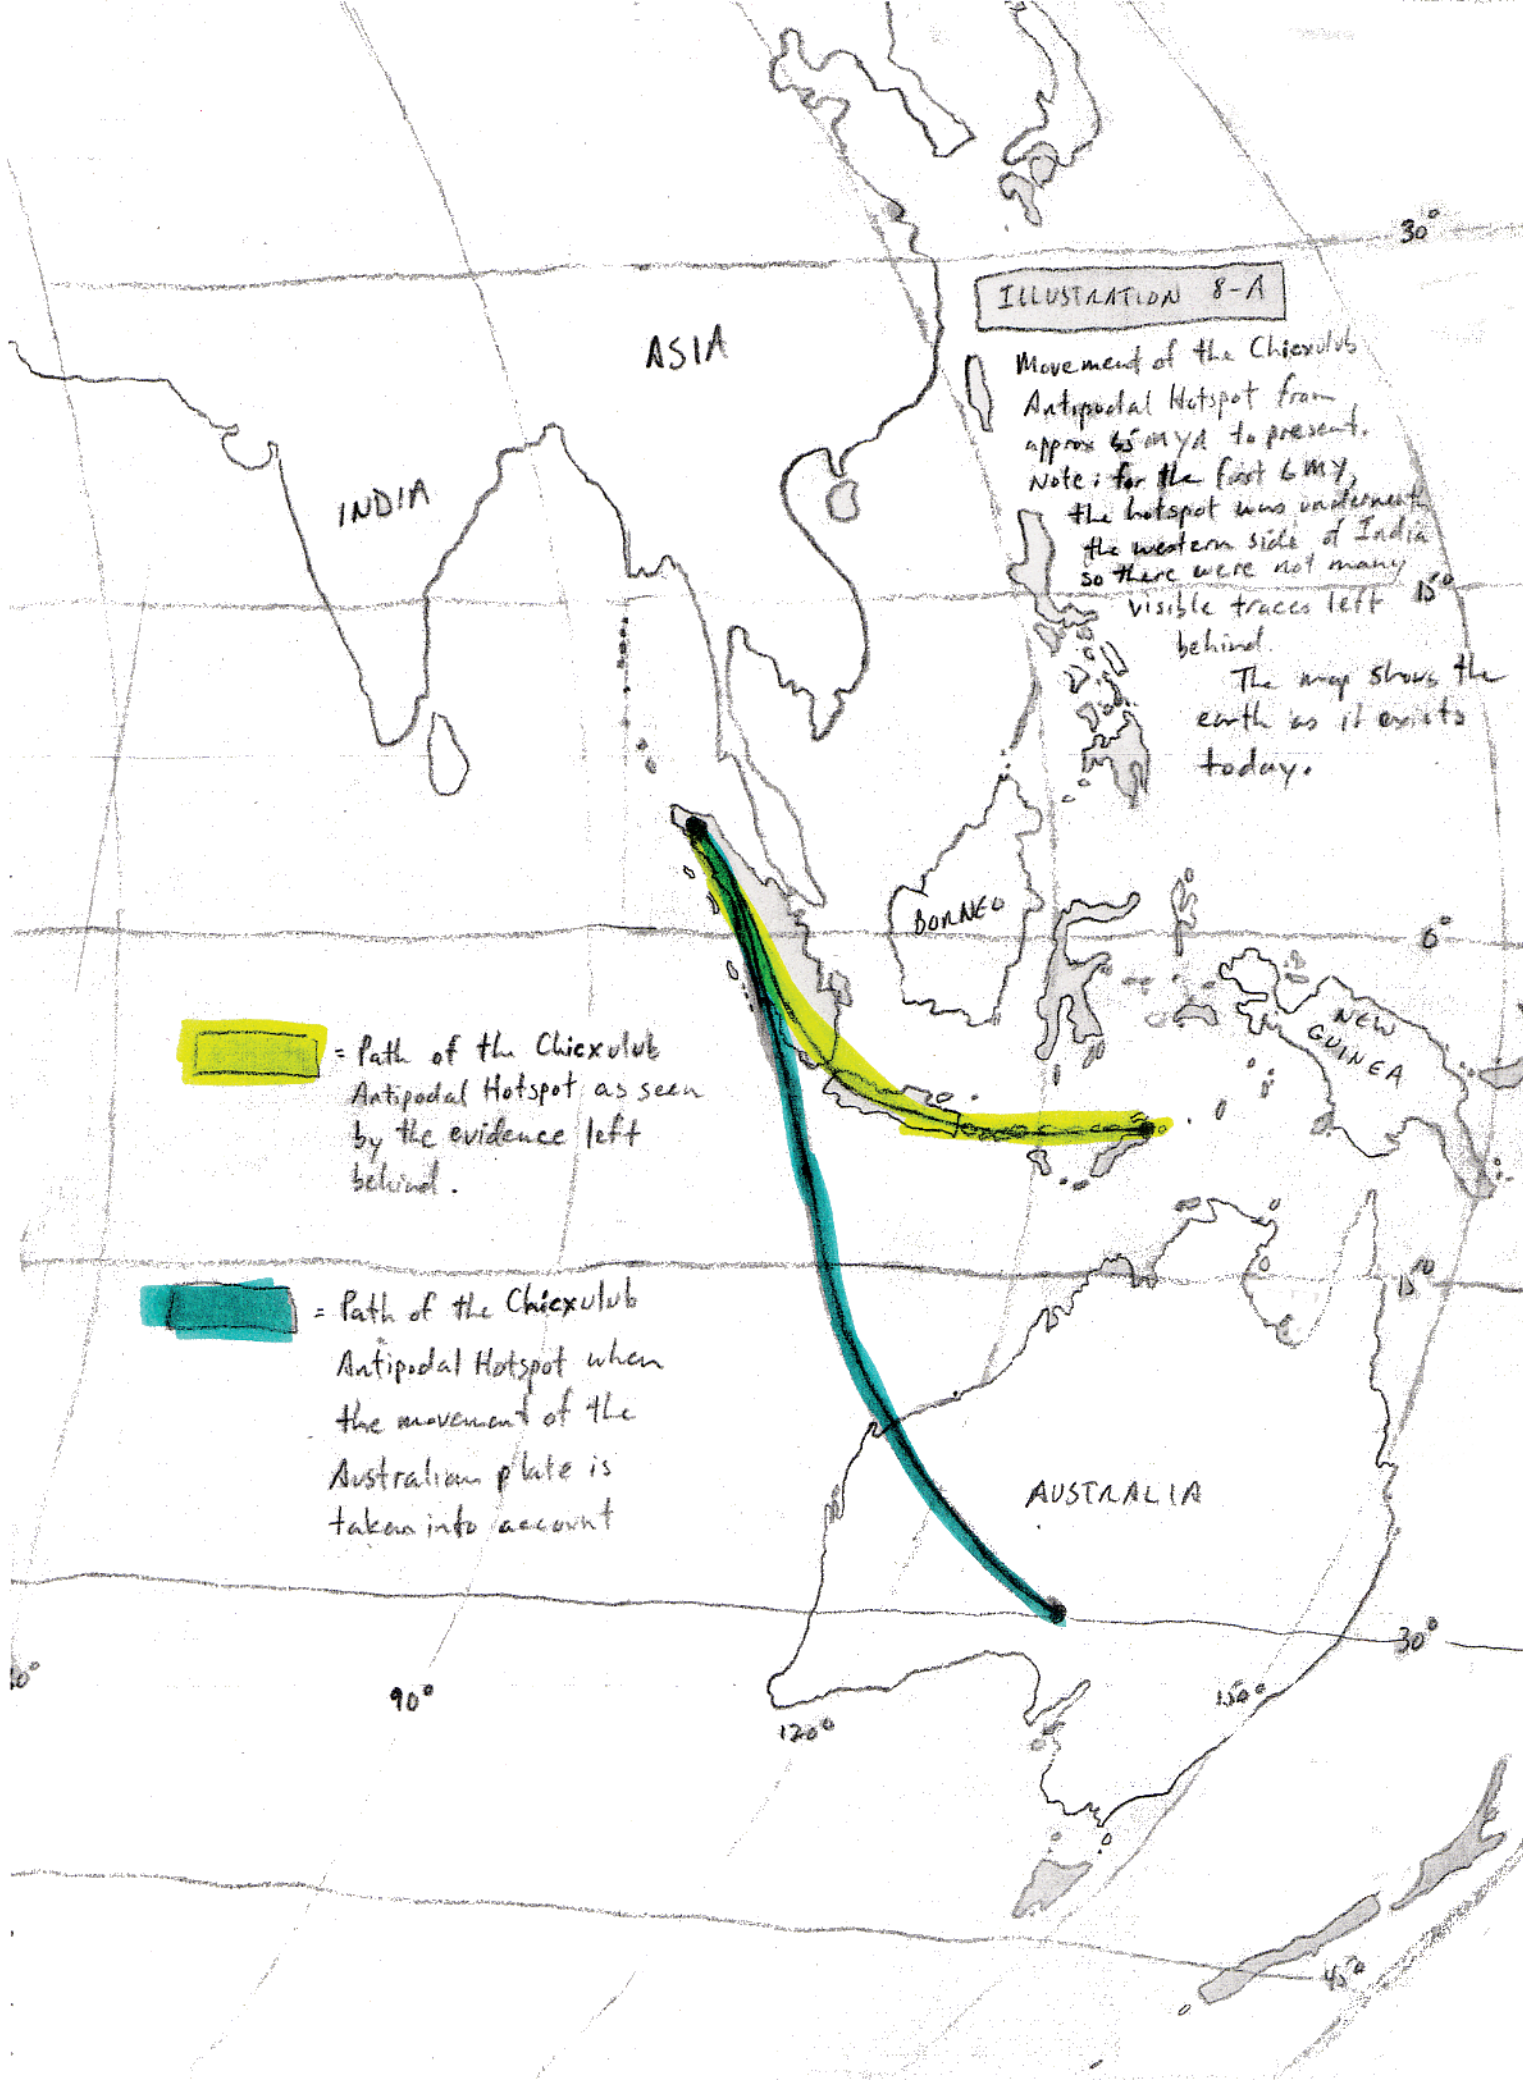 30°
ILLUSTRATION 8-A
Movement of the Chicxulub
Antipodal Hotspot from
approx 65 MYA to present.
Note: for the first 6 MY,
the hotspot was underneath
the western side of India
so there were not many
visible traces left
behind.
The map shows the
earth as it exists
today.
ASIA
INDIA
15°
BORNEO
0°
NEW
GUINEA
= Path of the Chicxulub
Antipodal Hotspot as seen
by the evidence left
behind.
15°
= Path of the Chicxulub
Antipodal Hotspot when
the movement of the
Australian plate is
taken into account
AUSTRALIA
30°
90°
120°
150°
45°